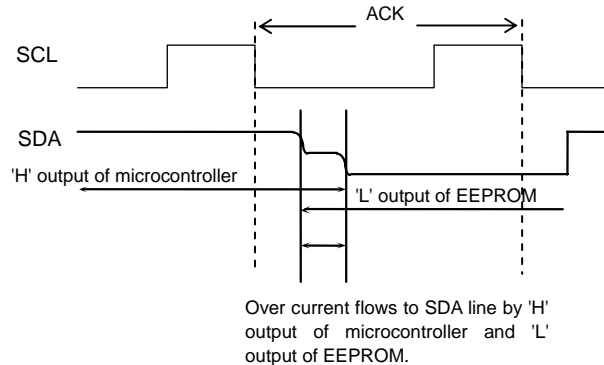 ACK
SCL
SDA
'H' output of microcontroller
'L' output of EEPROM
Over current flows to SDA line by 'H'
output of microcontroller and 'L'
output of EEPROM.